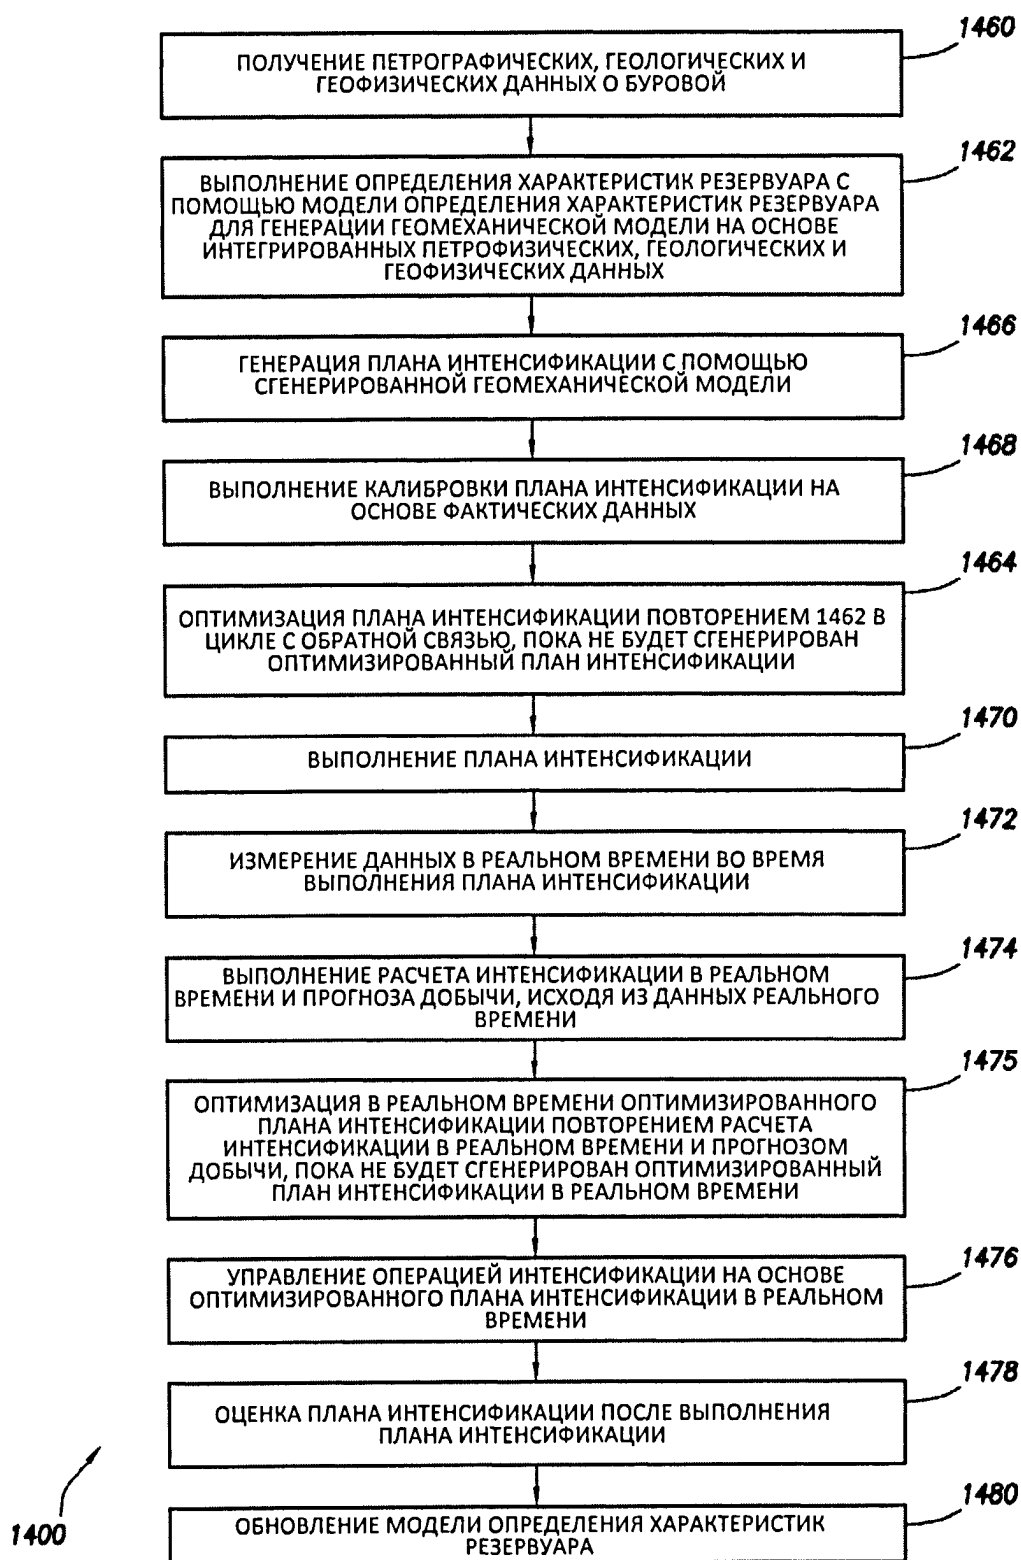 1460
ПОЛУЧЕНИЕ ПЕТРОГРАФИЧЕСКИХ, ГЕОЛОГИЧЕСКИХ И
ГЕОФИЗИЧЕСКИХ ДАННЫХ О БУРОВОЙ
1462
ВЫПОЛНЕНИЕ ОПРЕДЕЛЕНИЯ ХАРАКТЕРИСТИК РЕЗЕРВУАРА С
ПОМОЩЬЮ МОДЕЛИ ОПРЕДЕЛЕНИЯ ХАРАКТЕРИСТИК РЕЗЕРВУАРА
ДЛЯ ГЕНЕРАЦИИ ГЕОМЕХАНИЧЕСКОЙ МОДЕЛИ НА ОСНОВЕ
ИНТЕГРИРОВАННЫХ ПЕТРОФИЗИЧЕСКИХ, ГЕОЛОГИЧЕСКИХ И
ГЕОФИЗИЧЕСКИХ ДАННЫХ
1466
ГЕНЕРАЦИЯ ПЛАНА ИНТЕНСИФИКАЦИИ С ПОМОЩЬЮ
СГЕНЕРИРОВАННОЙ ГЕОМЕХАНИЧЕСКОЙ МОДЕЛИ
1468
ВЫПОЛНЕНИЕ КАЛИБРОВКИ ПЛАНА ИНТЕНСИФИКАЦИИ НА
ОСНОВЕ ФАКТИЧЕСКИХ ДАННЫХ
1464
ОПТИМИЗАЦИЯ ПЛАНА ИНТЕНСИФИКАЦИИ ПОВТОРЕНИЕМ 1462 В
ЦИКЛЕ С ОБРАТНОЙ СВЯЗЬЮ, ПОКА НЕ БУДЕТ СГЕНЕРИРОВАН
ОПТИМИЗИРОВАННЫЙ ПЛАН ИНТЕНСИФИКАЦИИ
1470
ВЫПОЛНЕНИЕ ПЛАНА ИНТЕНСИФИКАЦИИ
1472
ИЗМЕРЕНИЕ ДАННЫХ В РЕАЛЬНОМ ВРЕМЕНИ ВО ВРЕМЯ
ВЫПОЛНЕНИЯ ПЛАНА ИНТЕНСИФИКАЦИИ
1474
ВЫПОЛНЕНИЕ РАСЧЕТА ИНТЕНСИФИКАЦИИ В РЕАЛЬНОМ
ВРЕМЕНИ И ПРОГНОЗА ДОБЫЧИ, ИСХОДЯ ИЗ ДАННЫХ РЕАЛЬНОГО
ВРЕМЕНИ
1475
ОПТИМИЗАЦИЯ В РЕАЛЬНОМ ВРЕМЕНИ ОПТИМИЗИРОВАННОГО
ПЛАНА ИНТЕНСИФИКАЦИИ ПОВТОРЕНИЕМ РАСЧЕТА
ИНТЕНСИФИКАЦИИ В РЕАЛЬНОМ ВРЕМЕНИ И ПРОГНОЗОМ
ДОБЫЧИ, ПОКА НЕ БУДЕТ СГЕНЕРИРОВАН ОПТИМИЗИРОВАННЫЙ
ПЛАН ИНТЕНСИФИКАЦИИ В РЕАЛЬНОМ ВРЕМЕНИ
1476
УПРАВЛЕНИЕ ОПЕРАЦИЕЙ ИНТЕНСИФИКАЦИИ НА ОСНОВЕ
ОПТИМИЗИРОВАННОГО ПЛАНА ИНТЕНСИФИКАЦИИ В РЕАЛЬНОМ
ВРЕМЕНИ
1478
ОЦЕНКА ПЛАНА ИНТЕНСИФИКАЦИИ ПОСЛЕ ВЫПОЛНЕНИЯ
ПЛАНА ИНТЕНСИФИКАЦИИ
1480
ОБНОВЛЕНИЕ МОДЕЛИ ОПРЕДЕЛЕНИЯ ХАРАКТЕРИСТИК
РЕЗЕРВУАРА
1400